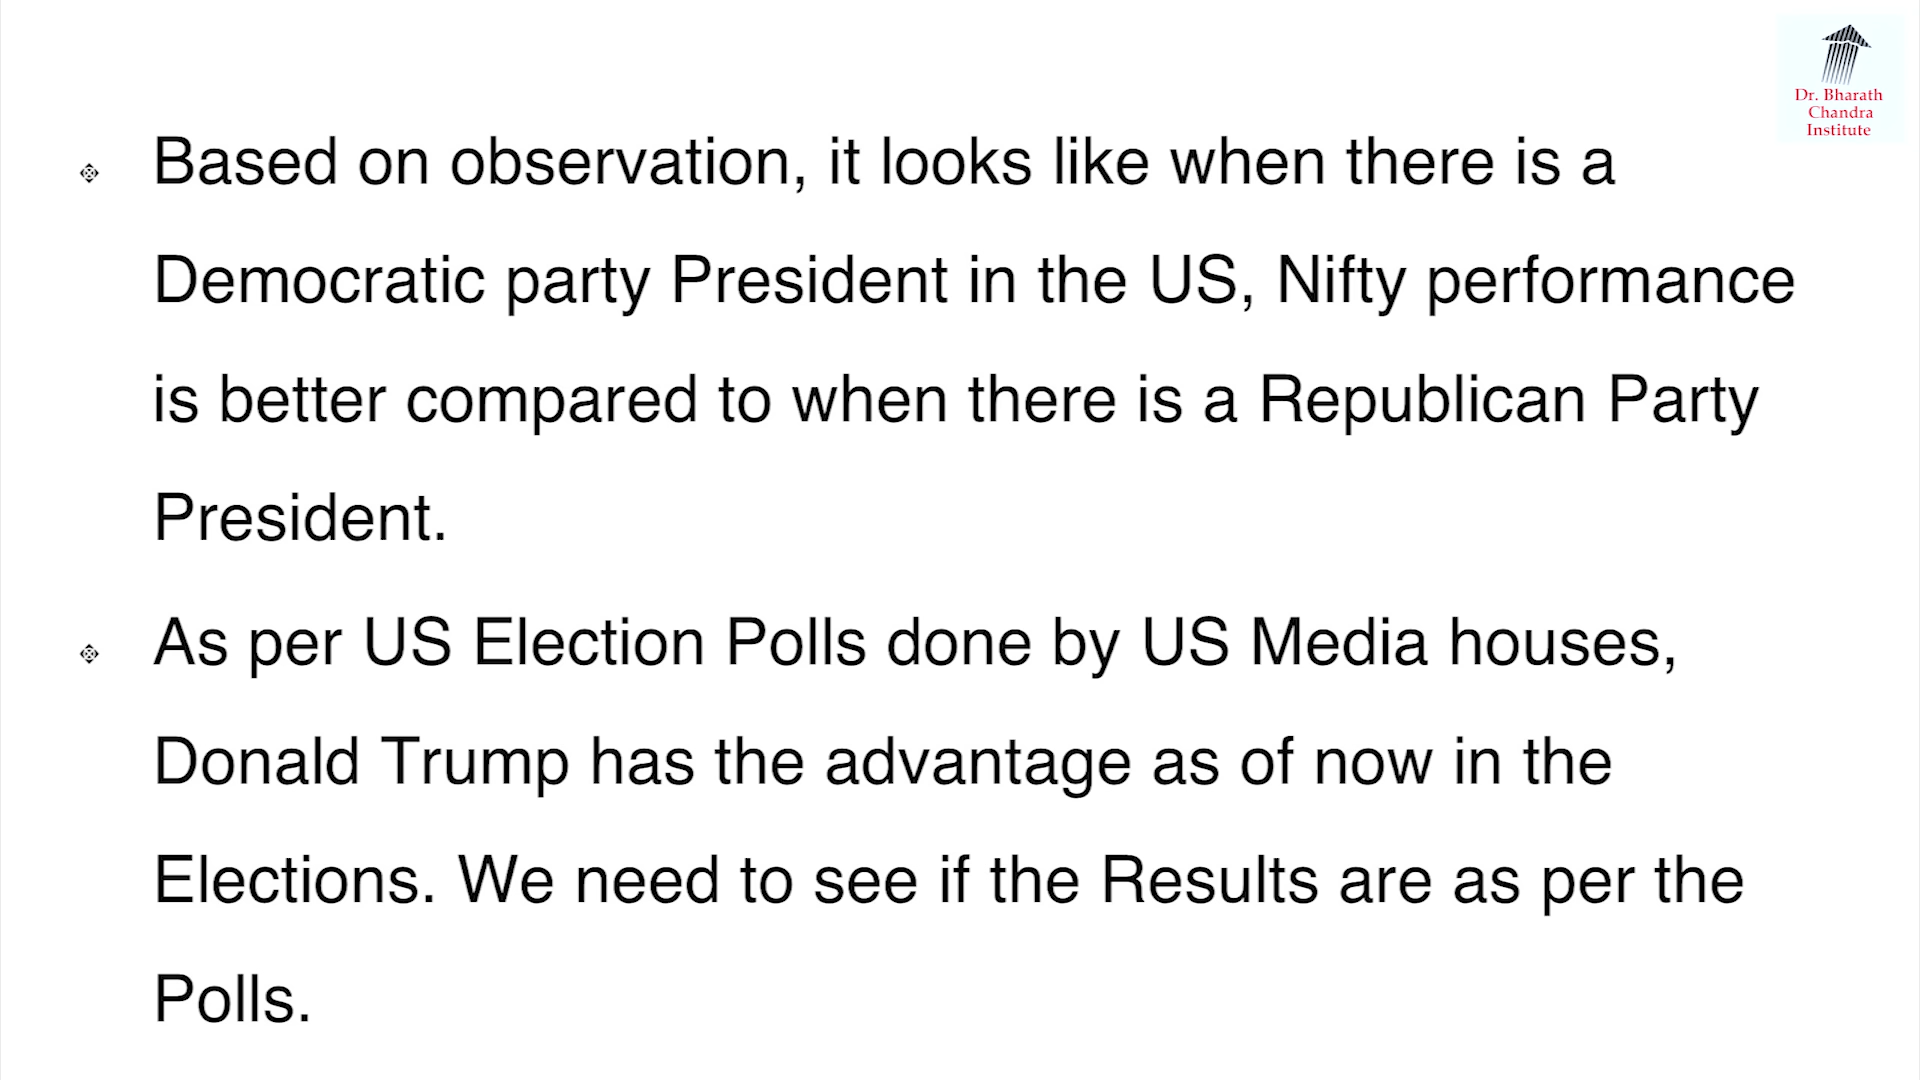 Dr. Bharath
Chandra
Institute
Based on observation, it looks like when there is a
Democratic party President in the US, Nifty performance
is better compared to when there is a Republican Party
President.
As per US Election Polls done by US Media houses,
Donald Trump has the advantage as of now in the
Elections. We need to see if the Results are as per the
Polls.